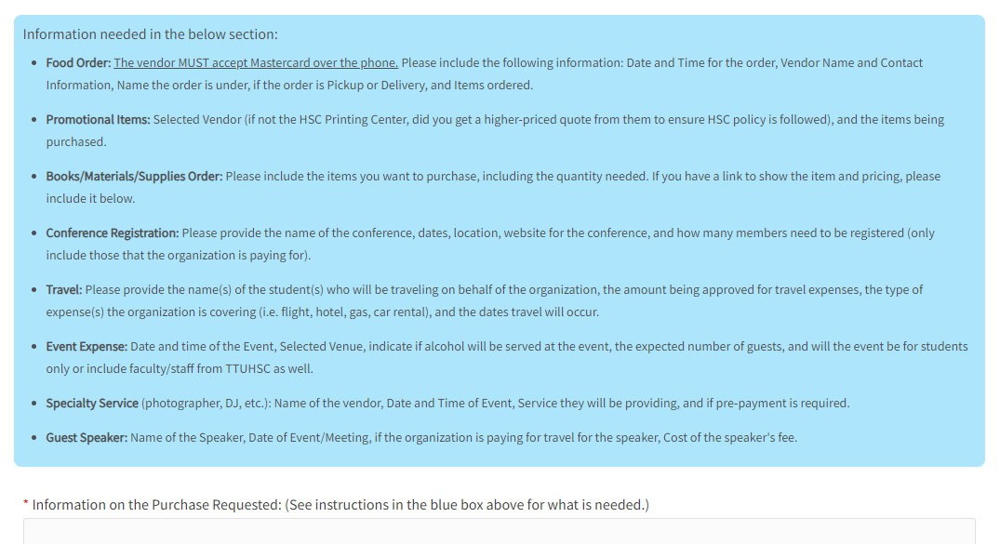 Information needed in the below section:
• Food Order: The vendor MUST accept Mastercard over the phone. Please include the following information: Date and Time for the order, Vendor Name and Contact
Information, Name the order is under, if the order is Pickup or Delivery, and Items ordered.
• Promotional Items: Selected Vendor (if not the HSC Printing Center, did you get a higher-priced quote from them to ensure HSC policy is followed), and the items being
purchased.
• Books/Materials/Supplies Order: Please include the items you want to purchase, including the quantity needed. If you have a link to show the item and pricing, please
include it below.
• Conference Registration: Please provide the name of the conference, dates, location, website for the conference, and how many members need to be registered (only
include those that the organization is paying for).
• Travel: Please provide the name(s) of the student(s) who will be traveling on behalf of the organization, the amount being approved for travel expenses, the type of
expense(s) the organization is covering (i.e. flight, hotel, gas, car rental), and the dates travel will occur.
• Event Expense: Date and time of the Event, Selected Venue, indicate if alcohol will be served at the event, the expected number of guests, and will the event be for students
only or include faculty/staff from TTUHSC as well.
• Specialty Service (photographer, DJ, etc.): Name of the vendor, Date and Time of Event, Service they will be providing, and if pre-payment is required.
• Guest Speaker: Name of the Speaker, Date of Event/Meeting, if the organization is paying for travel for the speaker, Cost of the speaker's fee.
* Information on the Purchase Requested: (See instructions in the blue box above for what is needed.)